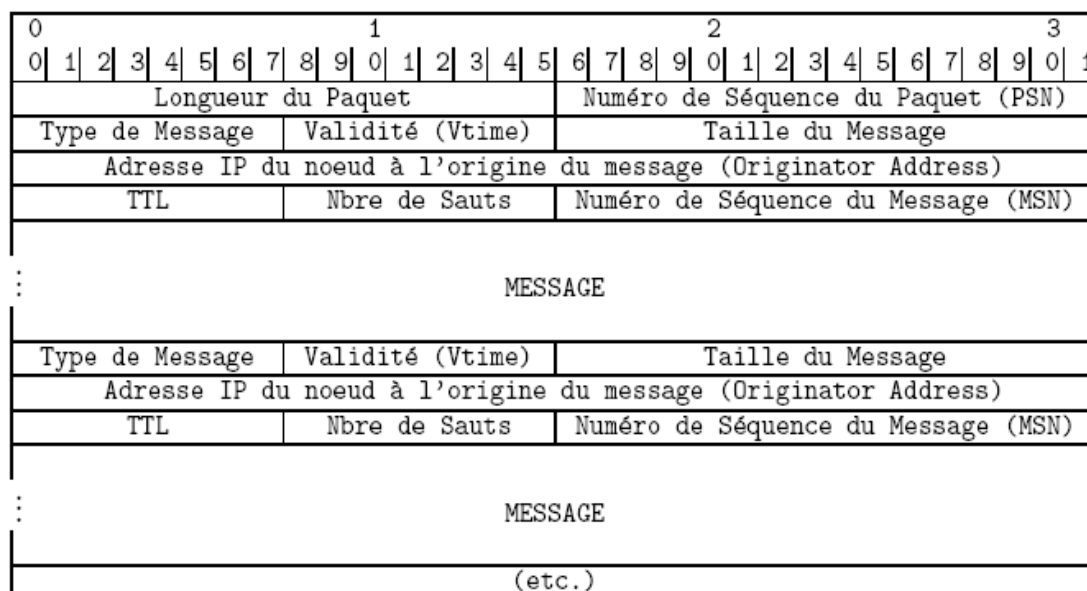 0 1 2 3
0 1 2 3 4 5 6 7 8 9 0 1 2 3 4 5 6 7 8 9 0 1 2 3 4 5 6 7 8 9 0 1
Longueur du Paquet Numéro de Séquence du Paquet (PSN)
Type de Message Validité (Vtime) Taille du Message
Adresse IP du noeud à l'origine du message (Originator Address)
TTL Nbre de Sauts Numéro de Séquence du Message (MSN)
MESSAGE
Type de Message Validité (Vtime) Taille du Message
Adresse IP du noeud à l'origine du message (Originator Address)
TTL Nbre de Sauts Numéro de Séquence du Message (MSN)
MESSAGE
(etc.)